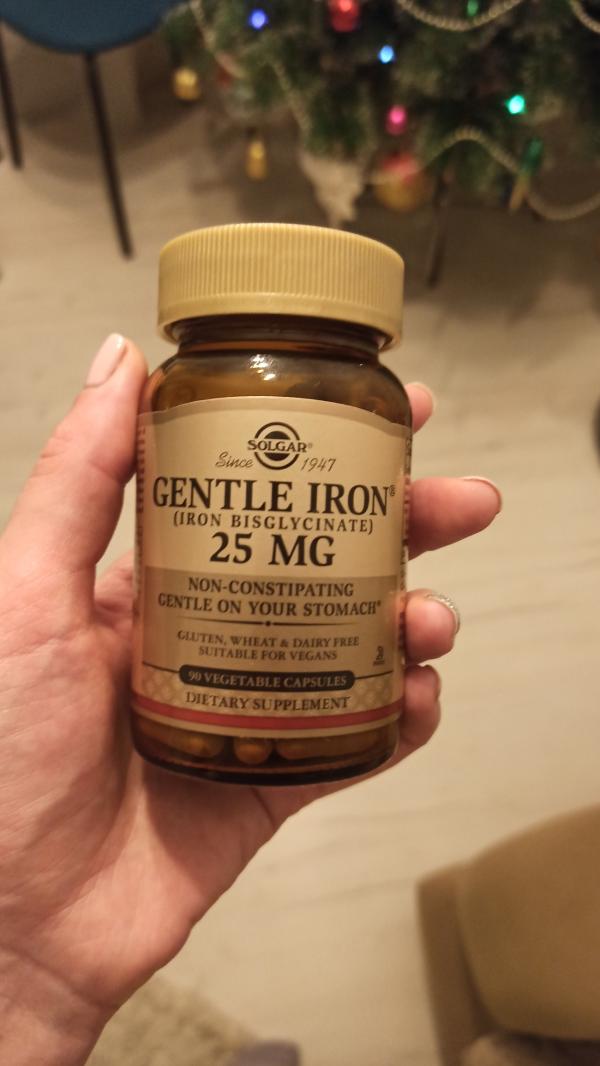 SOLGAR®
Since 1947
GENTLE IRON®
(IRON BISGLYCINATE)
25 MG
NON-CONSTIPATING
GENTLE ON YOUR STOMACH*
GLUTEN, WHEAT & DAIRY FREE
SUITABLE FOR VEGANS
90 VEGETABLE CAPSULES
DIETARY SUPPLEMENT